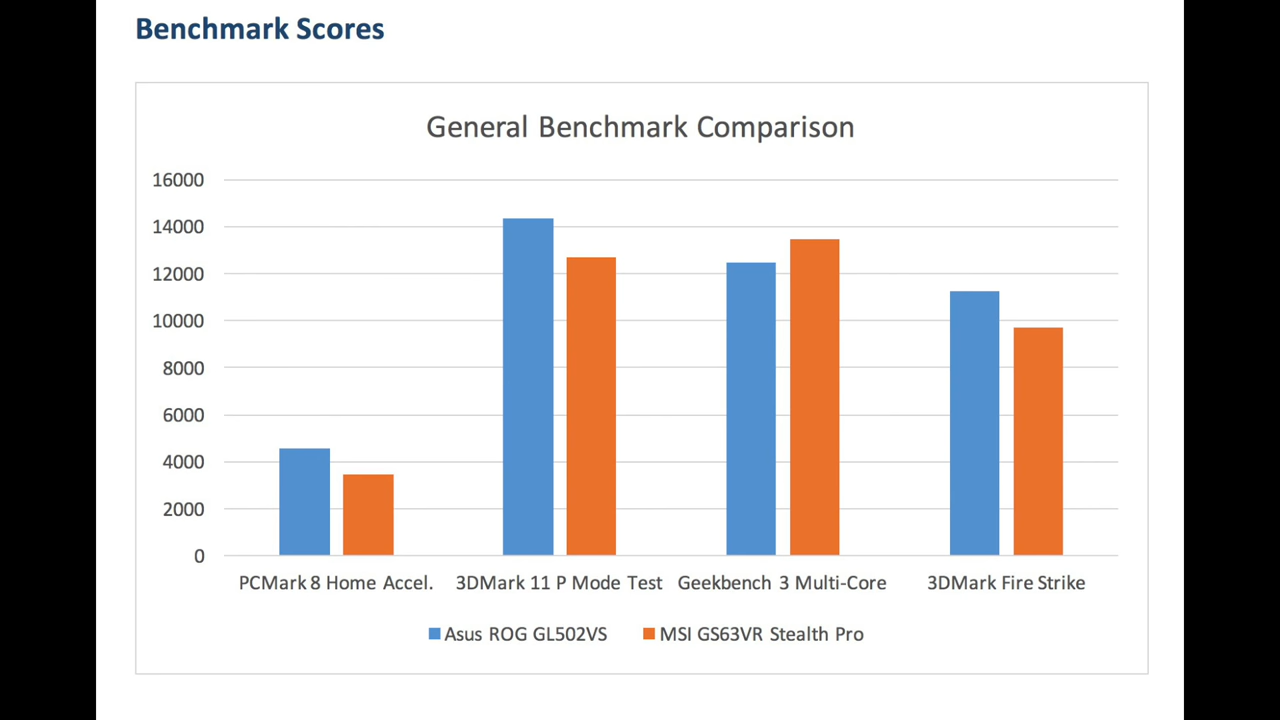 Benchmark Scores
General Benchmark Comparison
16000
14000
12000
10000
8000
6000
4000
2000
0
PCMark 8 Home Accel. 3DMark 11 P Mode Test Geekbench 3 Multi-Core 3DMark Fire Strike
Asus ROG GL502VS MSI GS63VR Stealth Pro